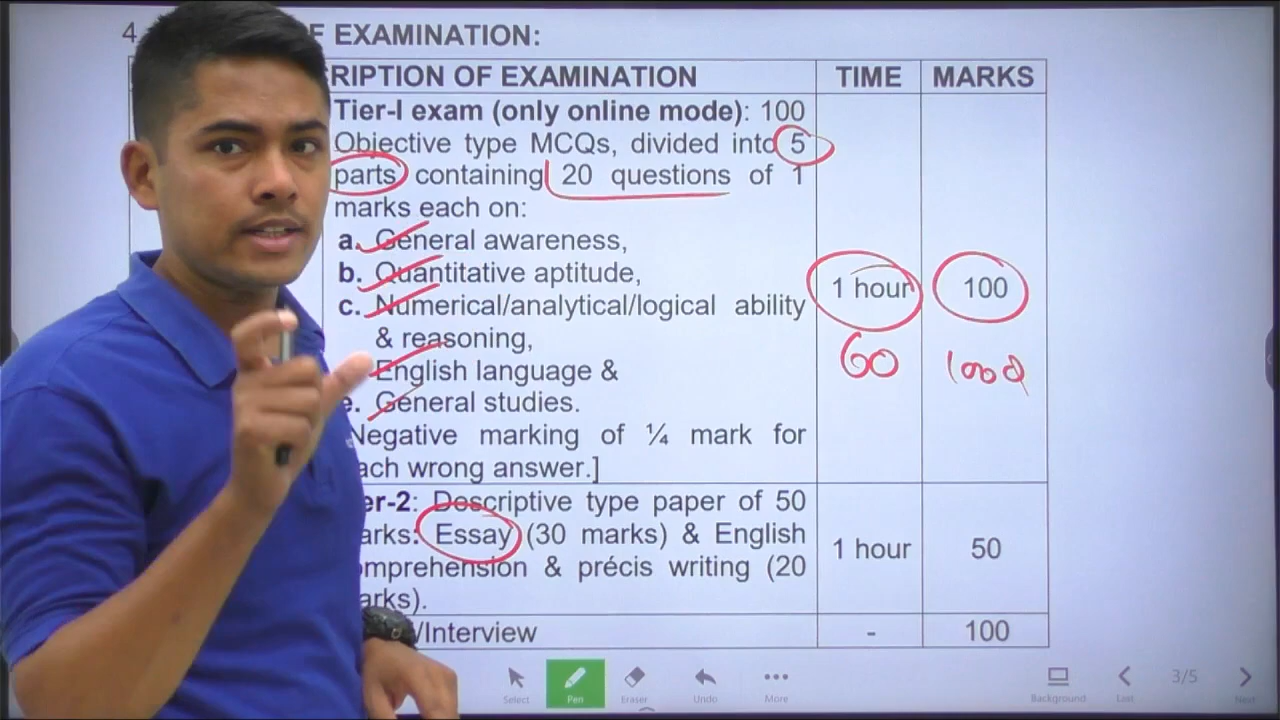 4 F EXAMINATION:
RIPTION OF EXAMINATION TIME MARKS
Tier-I exam (only online mode): 100
Objective type MCQs, divided into 5
parts containing 20 questions of 1
marks each on:
a. General awareness,
b. Quantitative aptitude,
c. Numerical/analytical/logical ability
& reasoning,
English language &
e. General studies.
Negative marking of ¼ mark for
ach wrong answer.]
1 hour 100
60
er-2: Descriptive type paper of 50
arks: Essay (30 marks) & English
omprehension & précis writing (20
arks).
1 hour 50
/Interview - 100
Select Pen Eraser Undo More Background Last 3/5 Next